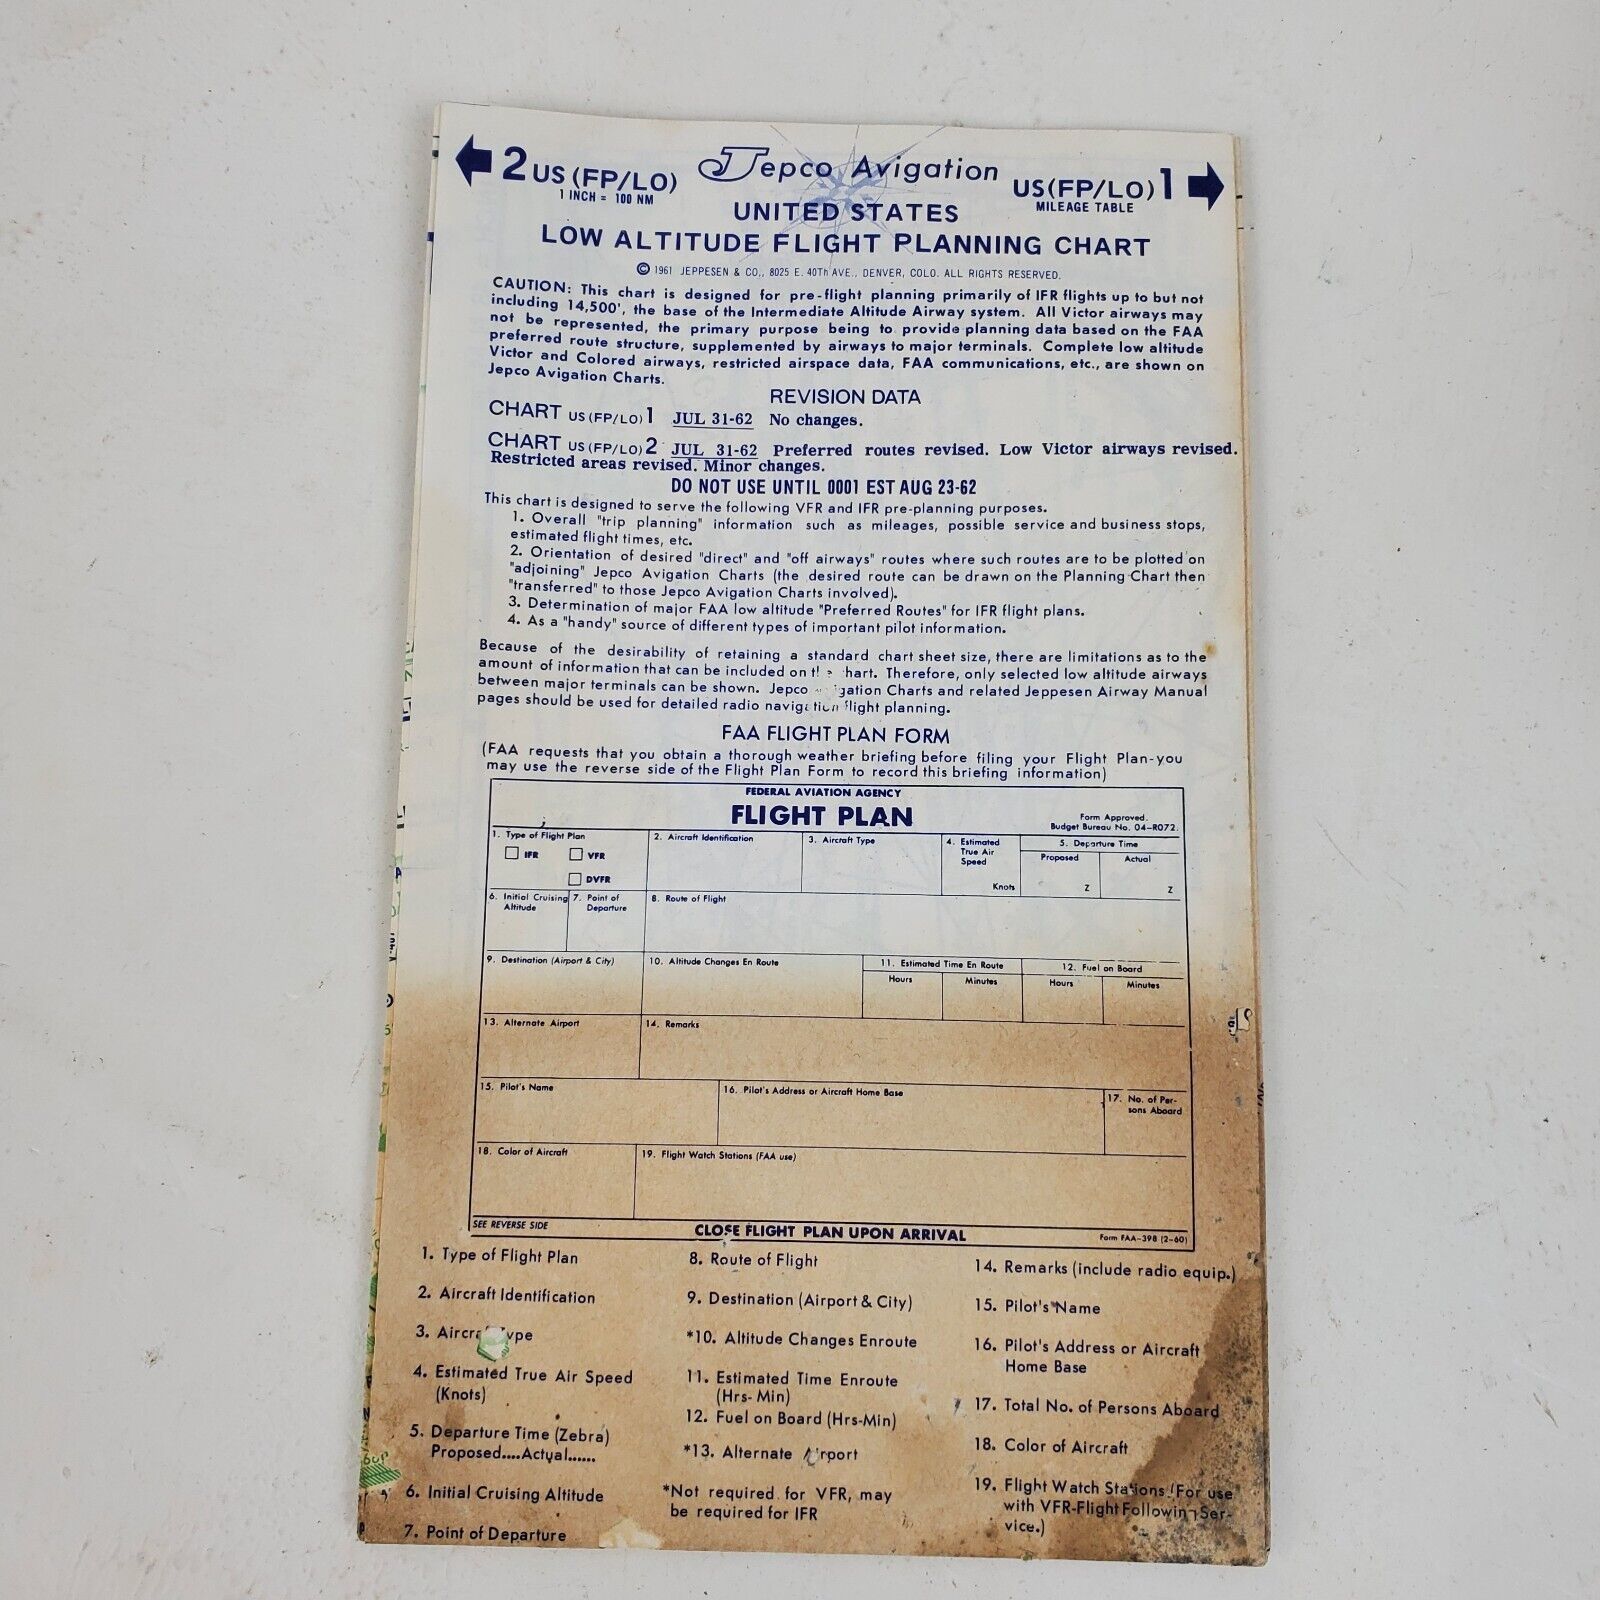 2 US (FP/LO)
1 INCH = 100 NM
Jepco Avigation
US(FP/LO) 1
MILEAGE TABLE
UNITED STATES
LOW ALTITUDE FLIGHT PLANNING CHART
© 1961 JEPPESEN & CO., 8025 E. 40Th AVE., DENVER, COLO. ALL RIGHTS RESERVED.
CAUTION: This chart is designed for pre-flight planning primarily of IFR flights up to but not
including 14,500', the base of the Intermediate Altitude Airway system. All Victor airways may
not be represented, the primary purpose being to provide planning data based on the FAA
preferred route structure, supplemented by airways to major terminals. Complete low altitude
Victor and Colored airways, restricted airspace data, FAA communications, etc., are shown on
Jepco Avigation Charts.
REVISION DATA
CHART US (FP/LO) 1 JUL 31-62 No changes.
CHART US (FP/LO) 2 JUL 31-62 Preferred routes revised. Low Victor airways revised.
Restricted areas revised. Minor changes.
DO NOT USE UNTIL 0001 EST AUG 23-62
This chart is designed to serve the following VFR and IFR pre-planning purposes.
1. Overall "trip planning" information such as mileages, possible service and business stops,
estimated flight times, etc.
2. Orientation of desired "direct" and "off airways" routes where such routes are to be plotted on
"adjoining" Jepco Avigation Charts (the desired route can be drawn on the Planning Chart then
"transferred" to those Jepco Avigation Charts involved).
3. Determination of major FAA low altitude "Preferred Routes" for IFR flight plans.
4. As a "handy" source of different types of important pilot information.
Because of the desirability of retaining a standard chart sheet size, there are limitations as to the
amount of information that can be included on the chart. Therefore, only selected low altitude airways
between major terminals can be shown. Jepco Avigation Charts and related Jeppesen Airway Manual
pages should be used for detailed radio navigation flight planning.
FAA FLIGHT PLAN FORM
(FAA requests that you obtain a thorough weather briefing before filing your Flight Plan-you
may use the reverse side of the Flight Plan Form to record this briefing information)
FEDERAL AVIATION AGENCY
FLIGHT PLAN
Form Approved.
Budget Bureau No. 04-R072.
1. Type of Flight Plan
IFR
VFR
DVFR
2. Aircraft Identification
3. Aircraft Type
4. Estimated
True Air
Speed
Knots
5. Departure Time
Proposed
Z
Actual
Z
6. Initial Cruising
Altitude
7. Point of
Departure
8. Route of Flight
9. Destination (Airport & City)
10. Altitude Changes En Route
11. Estimated Time En Route
Hours
Minutes
12. Fuel on Board
Hours
Minutes
13. Alternate Airport
14. Remarks
15. Pilot's Name
16. Pilot's Address or Aircraft Home Base
17. No. of Per-
sons Aboard
18. Color of Aircraft
19. Flight Watch Stations (FAA use)
SEE REVERSE SIDE
CLOSE FLIGHT PLAN UPON ARRIVAL
Form FAA-398 (2-60)
1. Type of Flight Plan
2. Aircraft Identification
3. Aircraft Type
4. Estimated True Air Speed
(Knots)
5. Departure Time (Zebra)
Proposed....Actual......
6. Initial Cruising Altitude
7. Point of Departure
8. Route of Flight
9. Destination (Airport & City)
*10. Altitude Changes Enroute
11. Estimated Time Enroute
(Hrs- Min)
12. Fuel on Board (Hrs-Min)
*13. Alternate Airport
*Not required for VFR, may
be required for IFR
14. Remarks (include radio equip.)
15. Pilot's Name
16. Pilot's Address or Aircraft
Home Base
17. Total No. of Persons Aboard
18. Color of Aircraft
19. Flight Watch Stations (For use
with VFR-Flight Following Ser-
vice.)